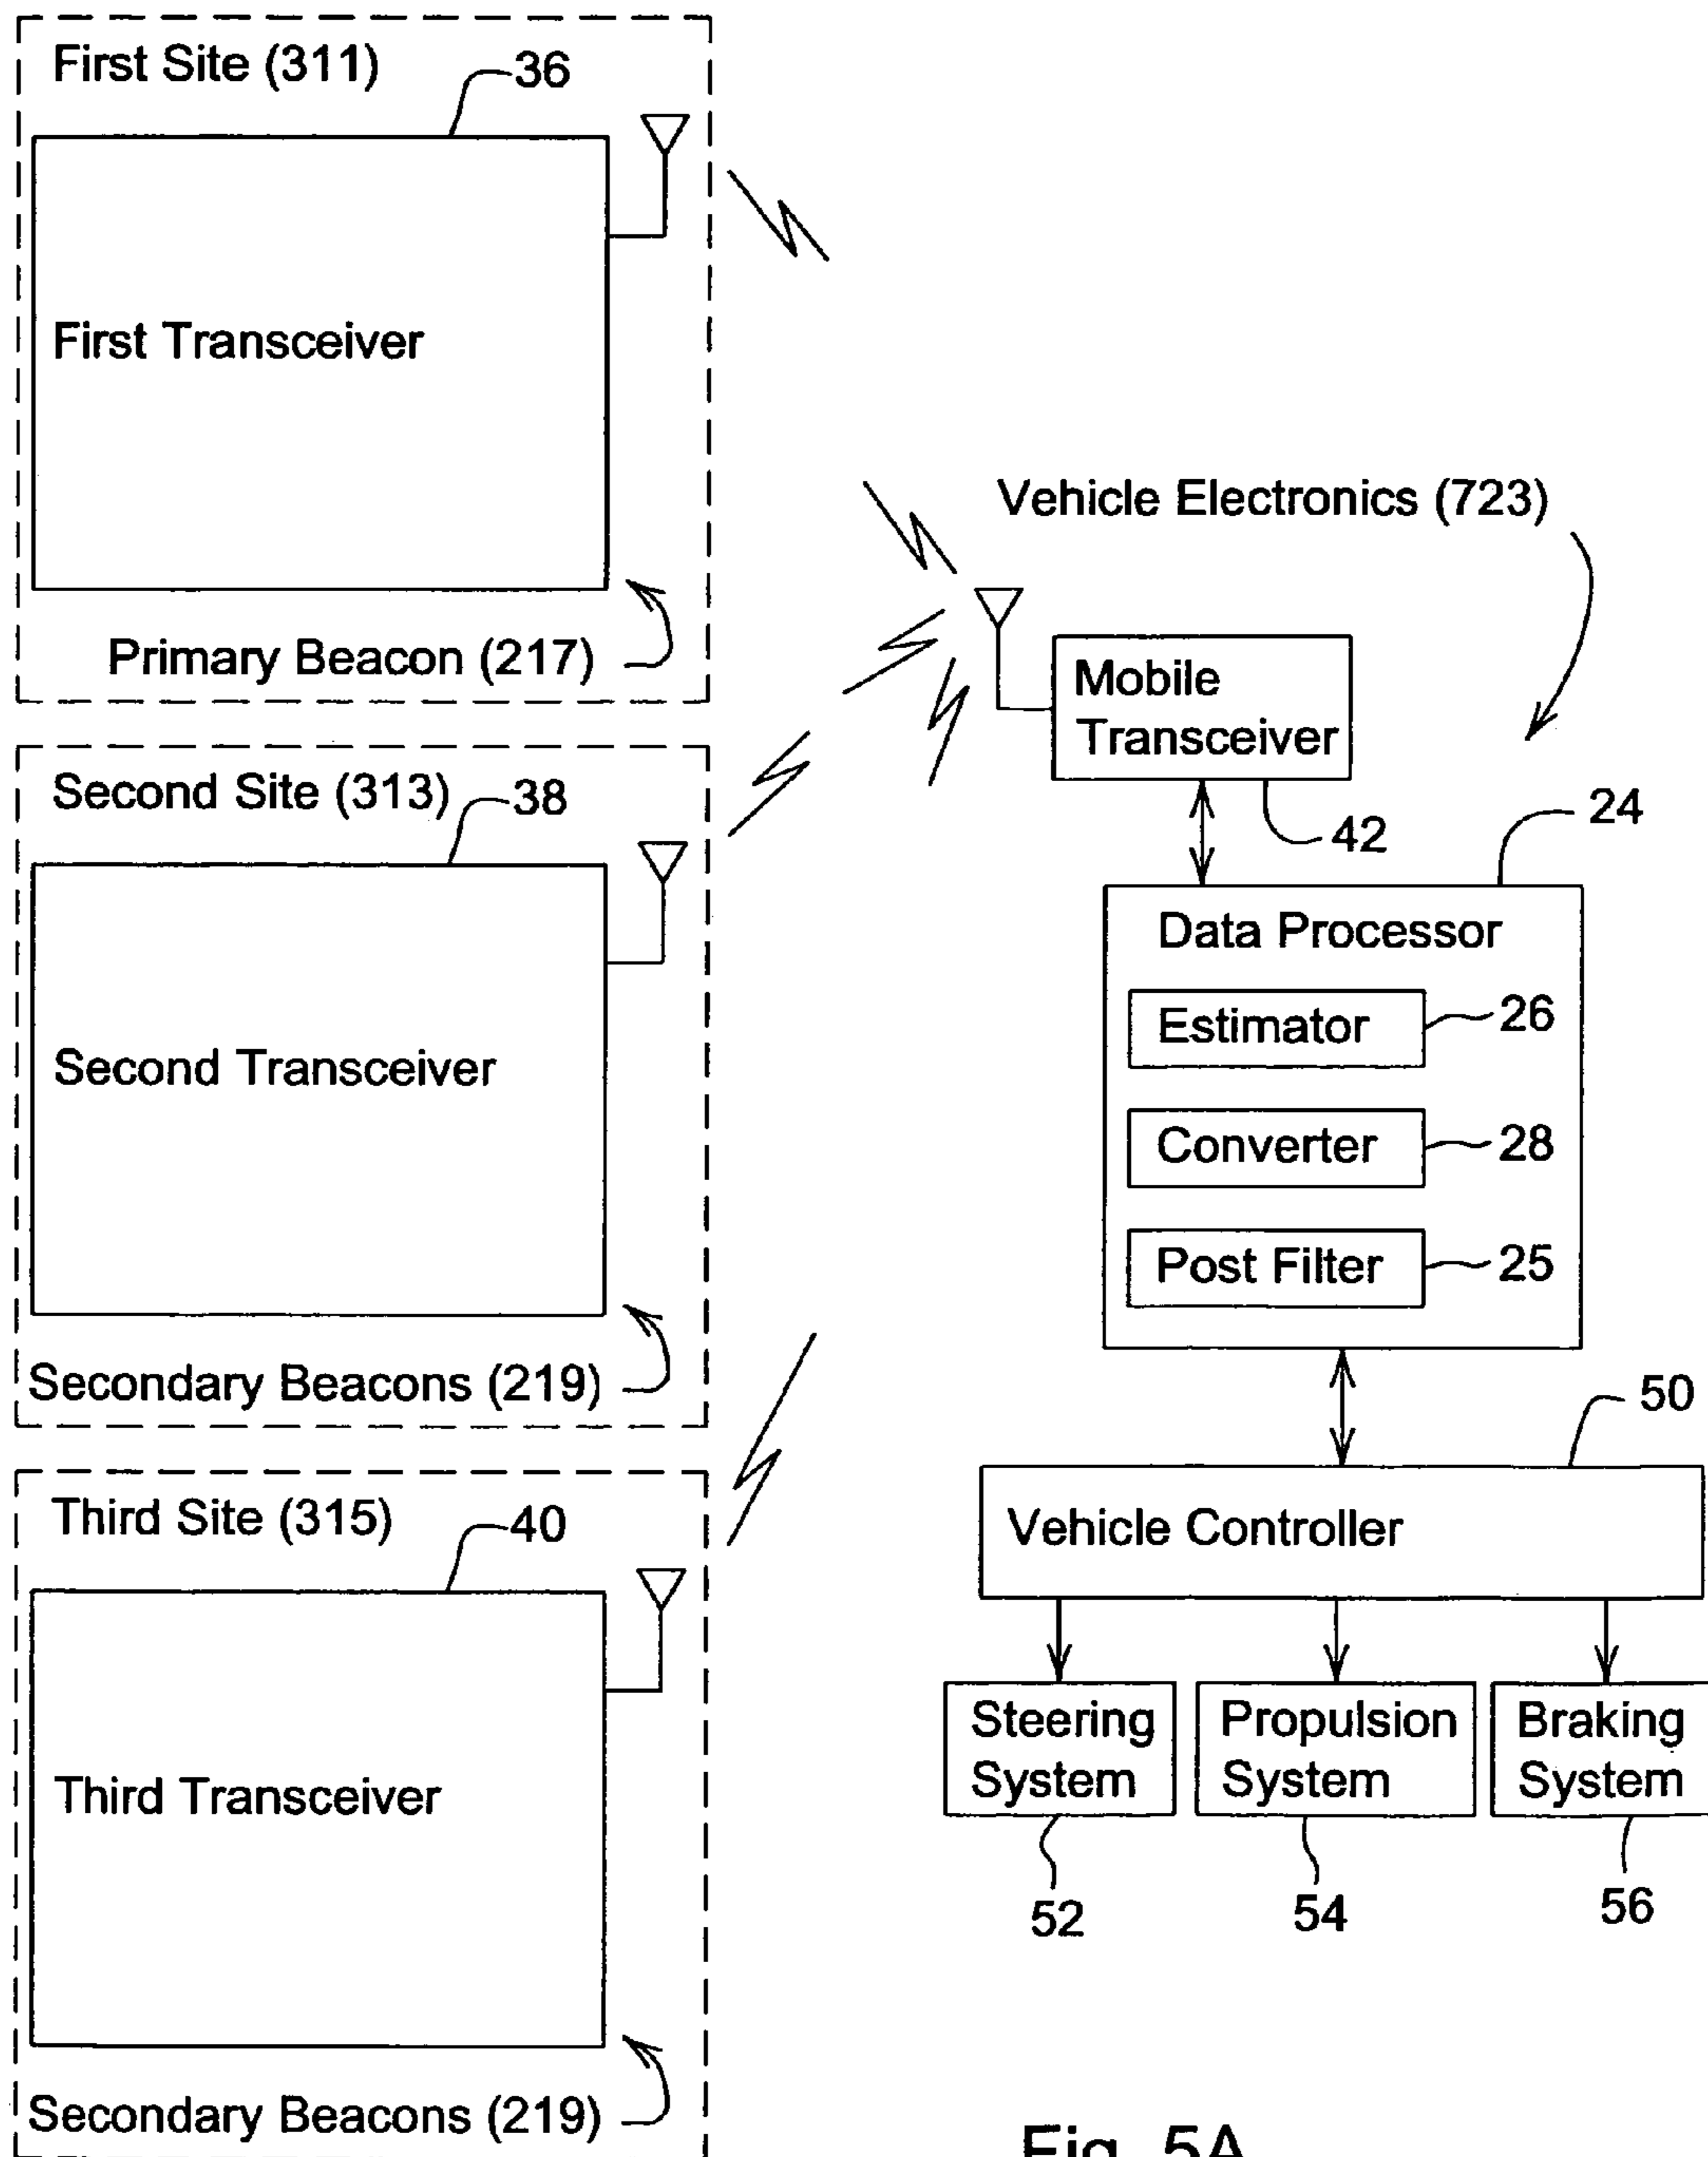 First Site (311)
36
First Transceiver
Primary Beacon (217)
Second Site (313)
38
Second Transceiver
Secondary Beacons (219)
Third Site (315)
40
Third Transceiver
Secondary Beacons (219)
Vehicle Electronics (723)
Mobile
Transceiver
42
24
Data Processor
Estimator
26
Converter
28
Post Filter
25
50
Vehicle Controller
Steering
System
Propulsion
System
Braking
System
52
54
56
Fig. 5A